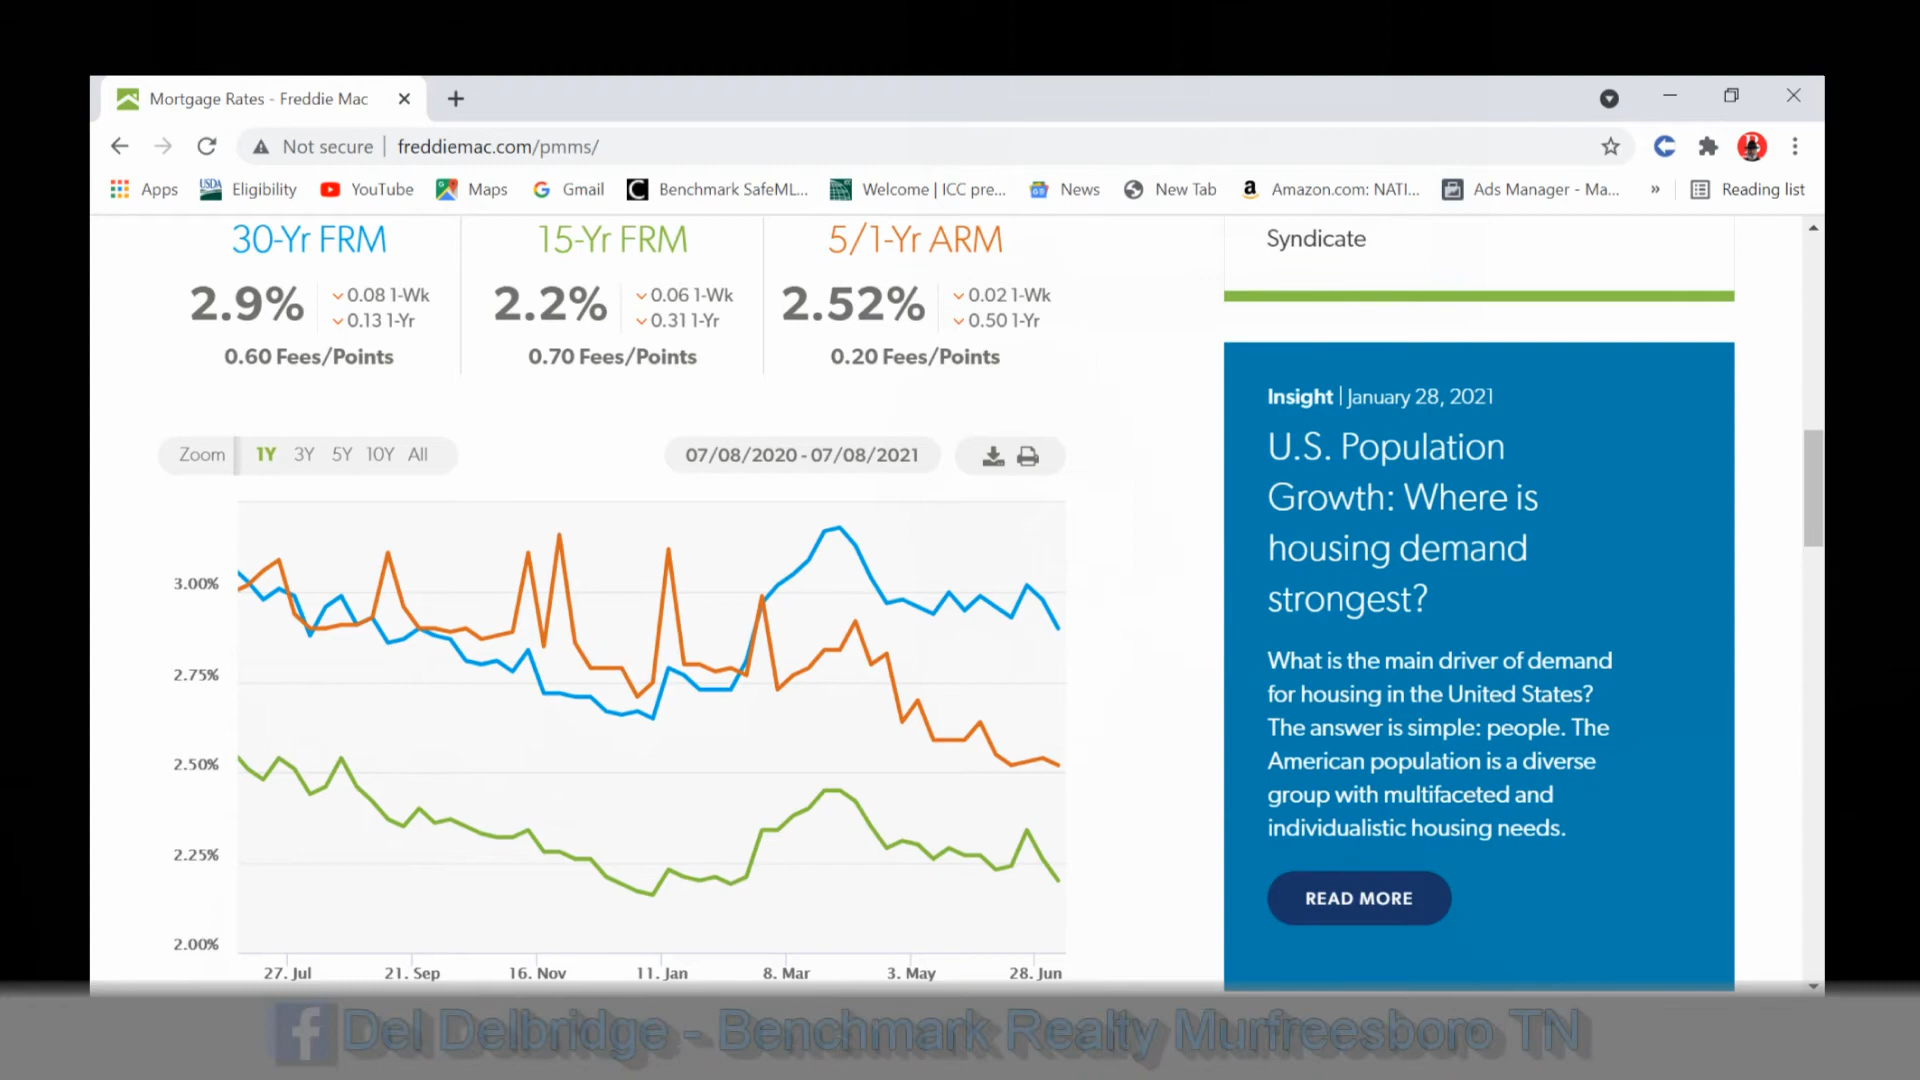 Mortgage Rates - Freddie Mac
Not secure | freddiemac.com/pmms/
Apps USDA Eligibility YouTube Maps Gmail Benchmark SafeML... Welcome | ICC pre... News New Tab Amazon.com: NATI... Ads Manager - Ma... » Reading list
30-Yr FRM 15-Yr FRM 5/1-Yr ARM
2.9% 0.08 1-Wk 2.2% 0.06 1-Wk 2.52% 0.02 1-Wk
0.13 1-Yr 0.31 1-Yr 0.50 1-Yr
0.60 Fees/Points 0.70 Fees/Points 0.20 Fees/Points
Zoom 1Y 3Y 5Y 10Y All 07/08/2020 - 07/08/2021
3.00%
2.75%
2.50%
2.25%
2.00%
27. Jul 21. Sep 16. Nov 11. Jan 8. Mar 3. May 28. Jun
Syndicate
Insight | January 28, 2021
U.S. Population
Growth: Where is
housing demand
strongest?
What is the main driver of demand
for housing in the United States?
The answer is simple: people. The
American population is a diverse
group with multifaceted and
individualistic housing needs.
READ MORE
Del Delbridge - Benchmark Realty Murfreesboro TN